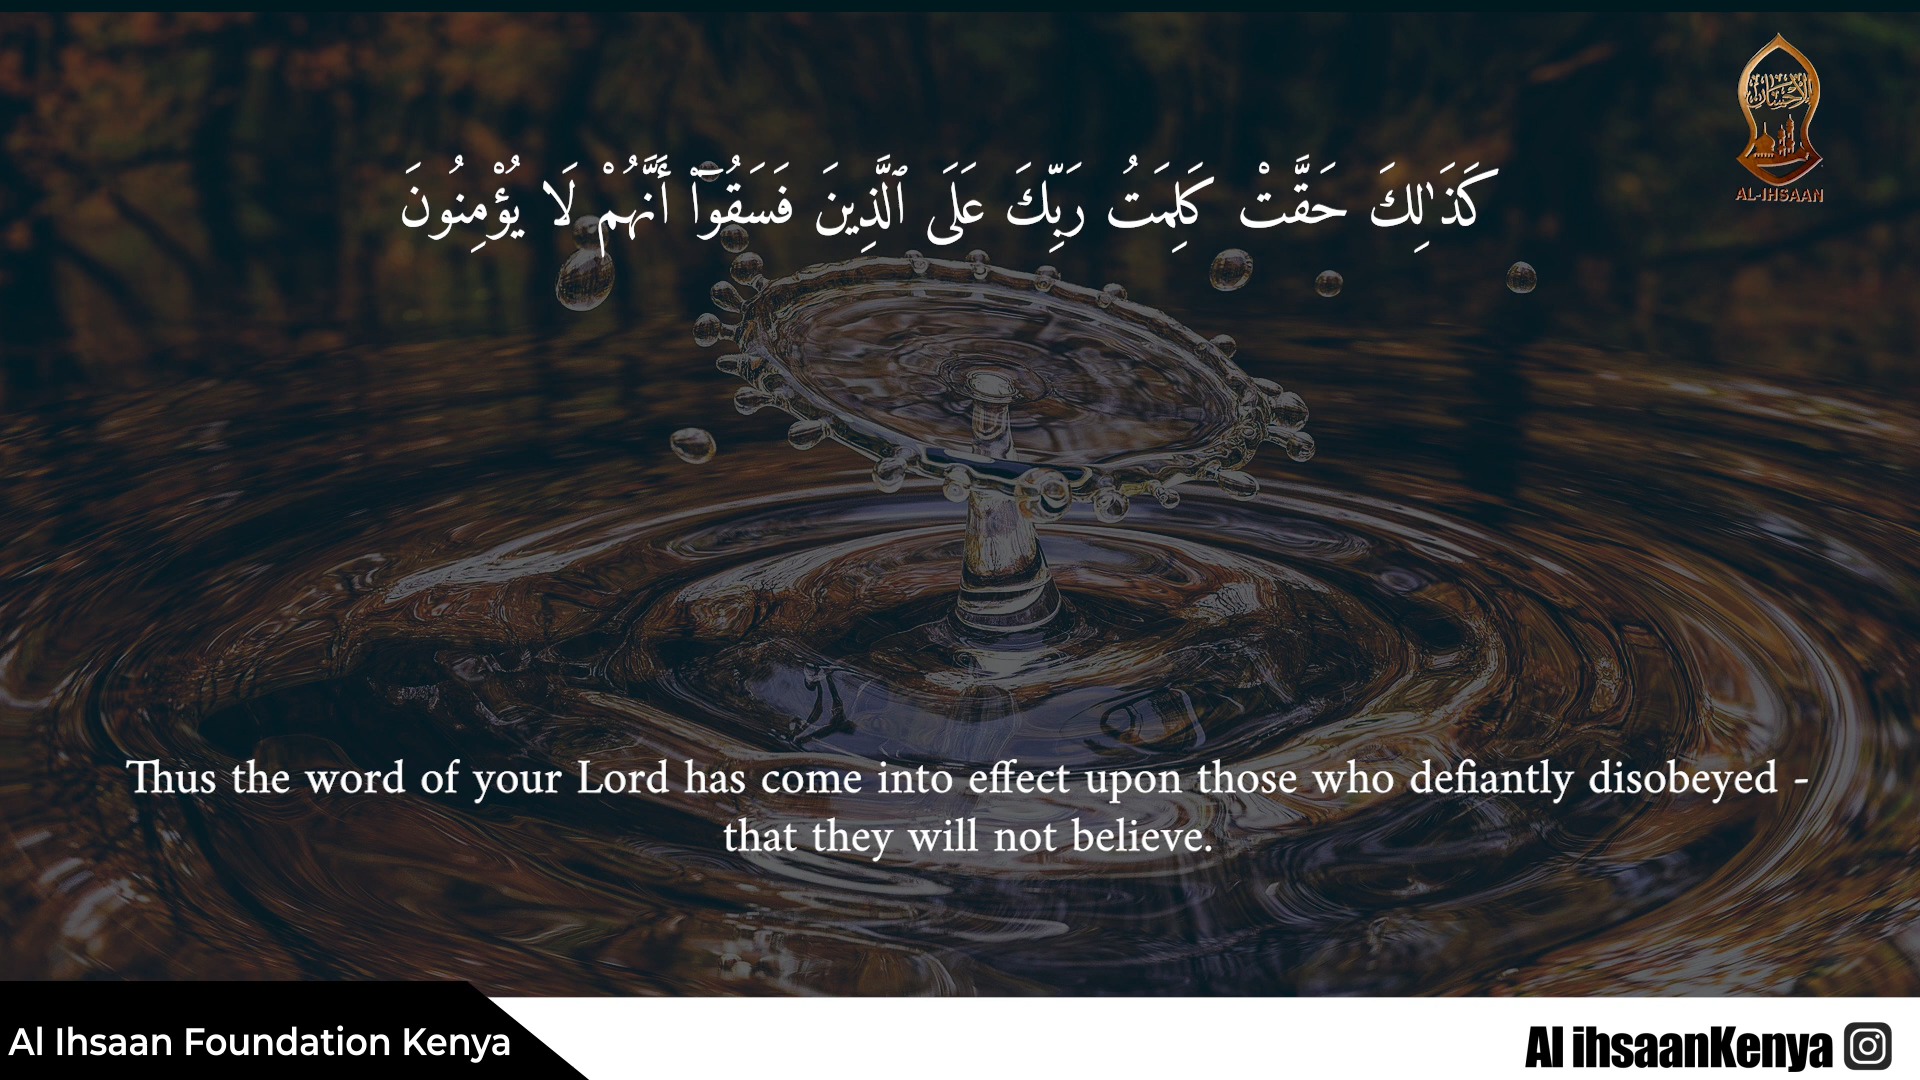 الإحسان
AL-IHSAAN
كَذَٰلِكَ حَقَّتْ كَلِمَتُ رَبِّكَ عَلَى ٱلَّذِينَ فَسَقُوٓا۟ أَنَّهُمْ لَا يُؤْمِنُونَ
Thus the word of your Lord has come into effect upon those who defiantly disobeyed -
that they will not believe.
Al Ihsaan Foundation Kenya
Al ihsaanKenya